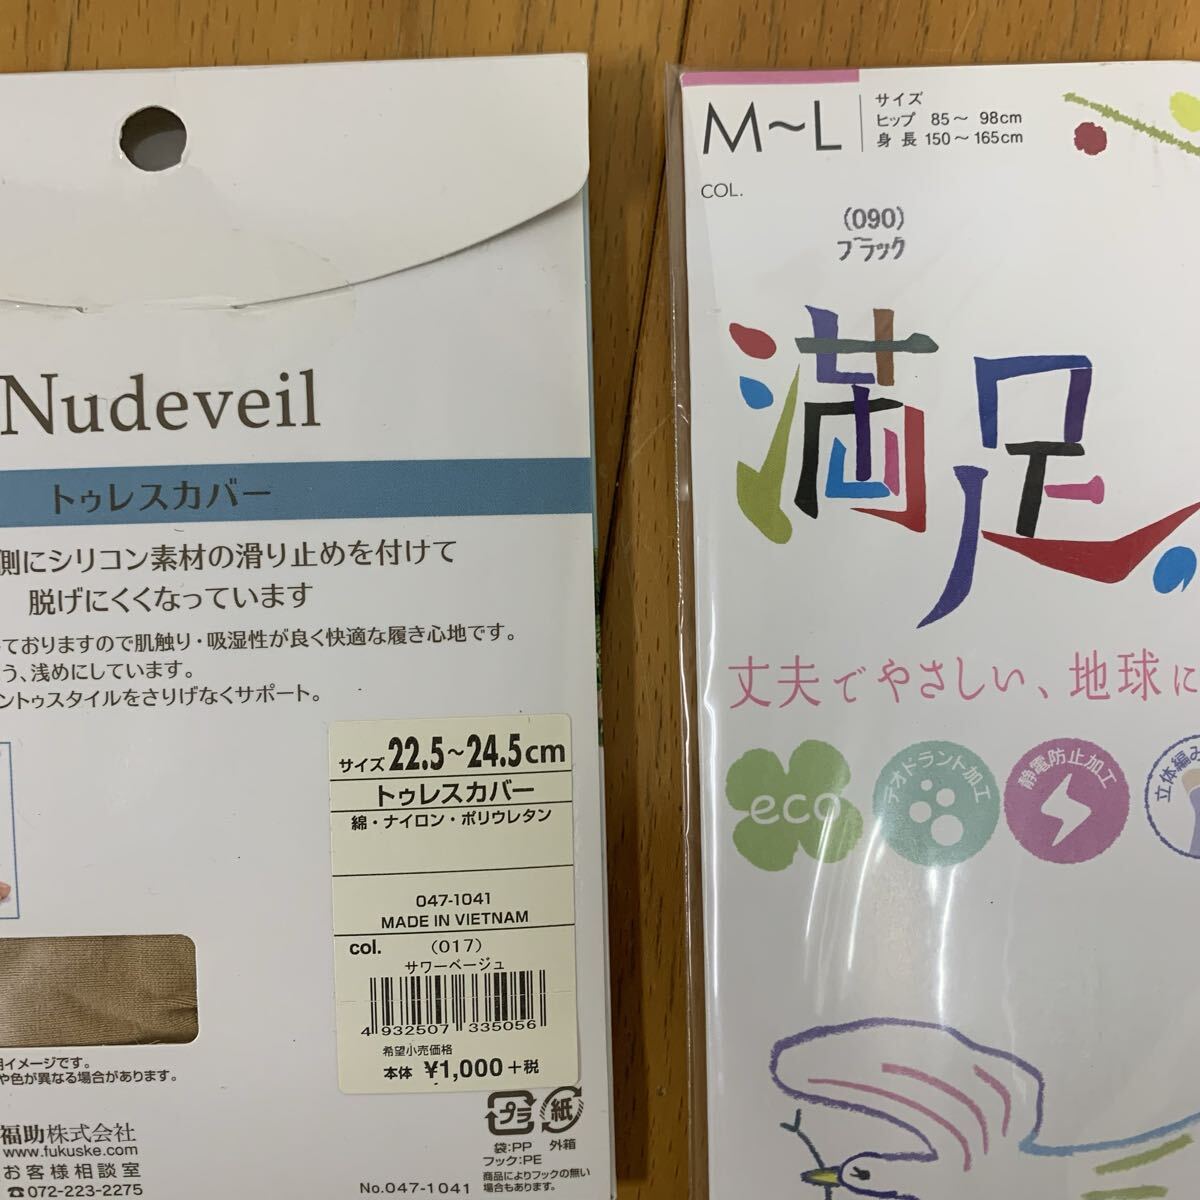 Nudeveil
トゥレスカバー
側にシリコン素材の滑り止めを付けて
脱げにくくなっています
ておりますので肌触り・吸湿性が良く快適な履き心地です。
う、浅めにしています。
ントゥスタイルをさりげなくサポート。
サイズ 22.5～24.5cm
トゥレスカバー
綿・ナイロン・ポリウレタン
047-1041
MADE IN VIETNAM
col. (017)
サワーベージュ
4 932507 335056
希望小売価格
本体 ¥1,000 +税
用イメージです。
や色が異なる場合があります。
福助株式会社
www.fukuske.com
お客様相談室
☎072-223-2275
プラ 紙
袋:PP 外箱
フック:PE
商品によりフックの無い
場合もあります。
No.047-1041
M～L
サイズ
ヒップ 85～ 98cm
身長 150～165cm
COL.
(090)
ブラック
満足。
丈夫でやさしい、地球に
eco
デオドラント加工
静電防止加工
立体編み